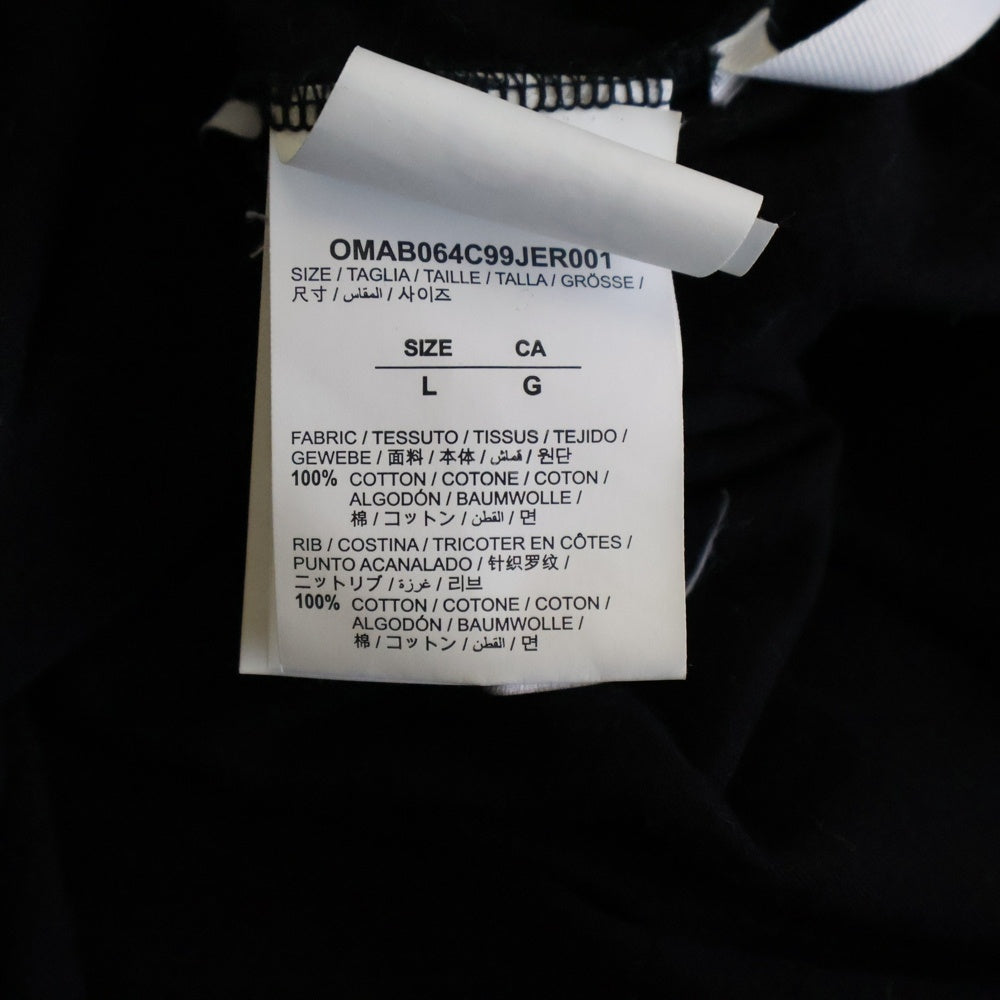 OMAB064C99JER001
SIZE / TAGLIA / TAILLE / TALLA / GRÖSSE /
尺寸 / المقاس / 사이즈
SIZE CA
L G
FABRIC / TESSUTO / TISSUS / TEJIDO /
GEWEBE / 面料 / 本体 / قماش / 원단
100% COTTON / COTONE / COTON /
ALGODÓN / BAUMWOLLE /
棉 / コットン / القطن / 면
RIB / COSTINA / TRICOTER EN CÔTES /
PUNTO ACANALADO / 针织罗纹 /
ニットリブ / غرزة / 리브
100% COTTON / COTONE / COTON /
ALGODÓN / BAUMWOLLE /
棉 / コットン / القطن / 면